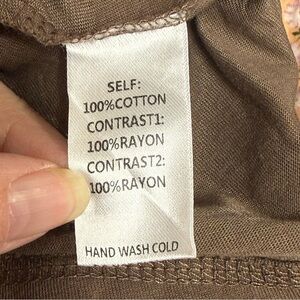 SELF:
100%COTTON
CONTRAST1:
100%RAYON
CONTRAST2:
100%RAYON
HAND WASH COLD